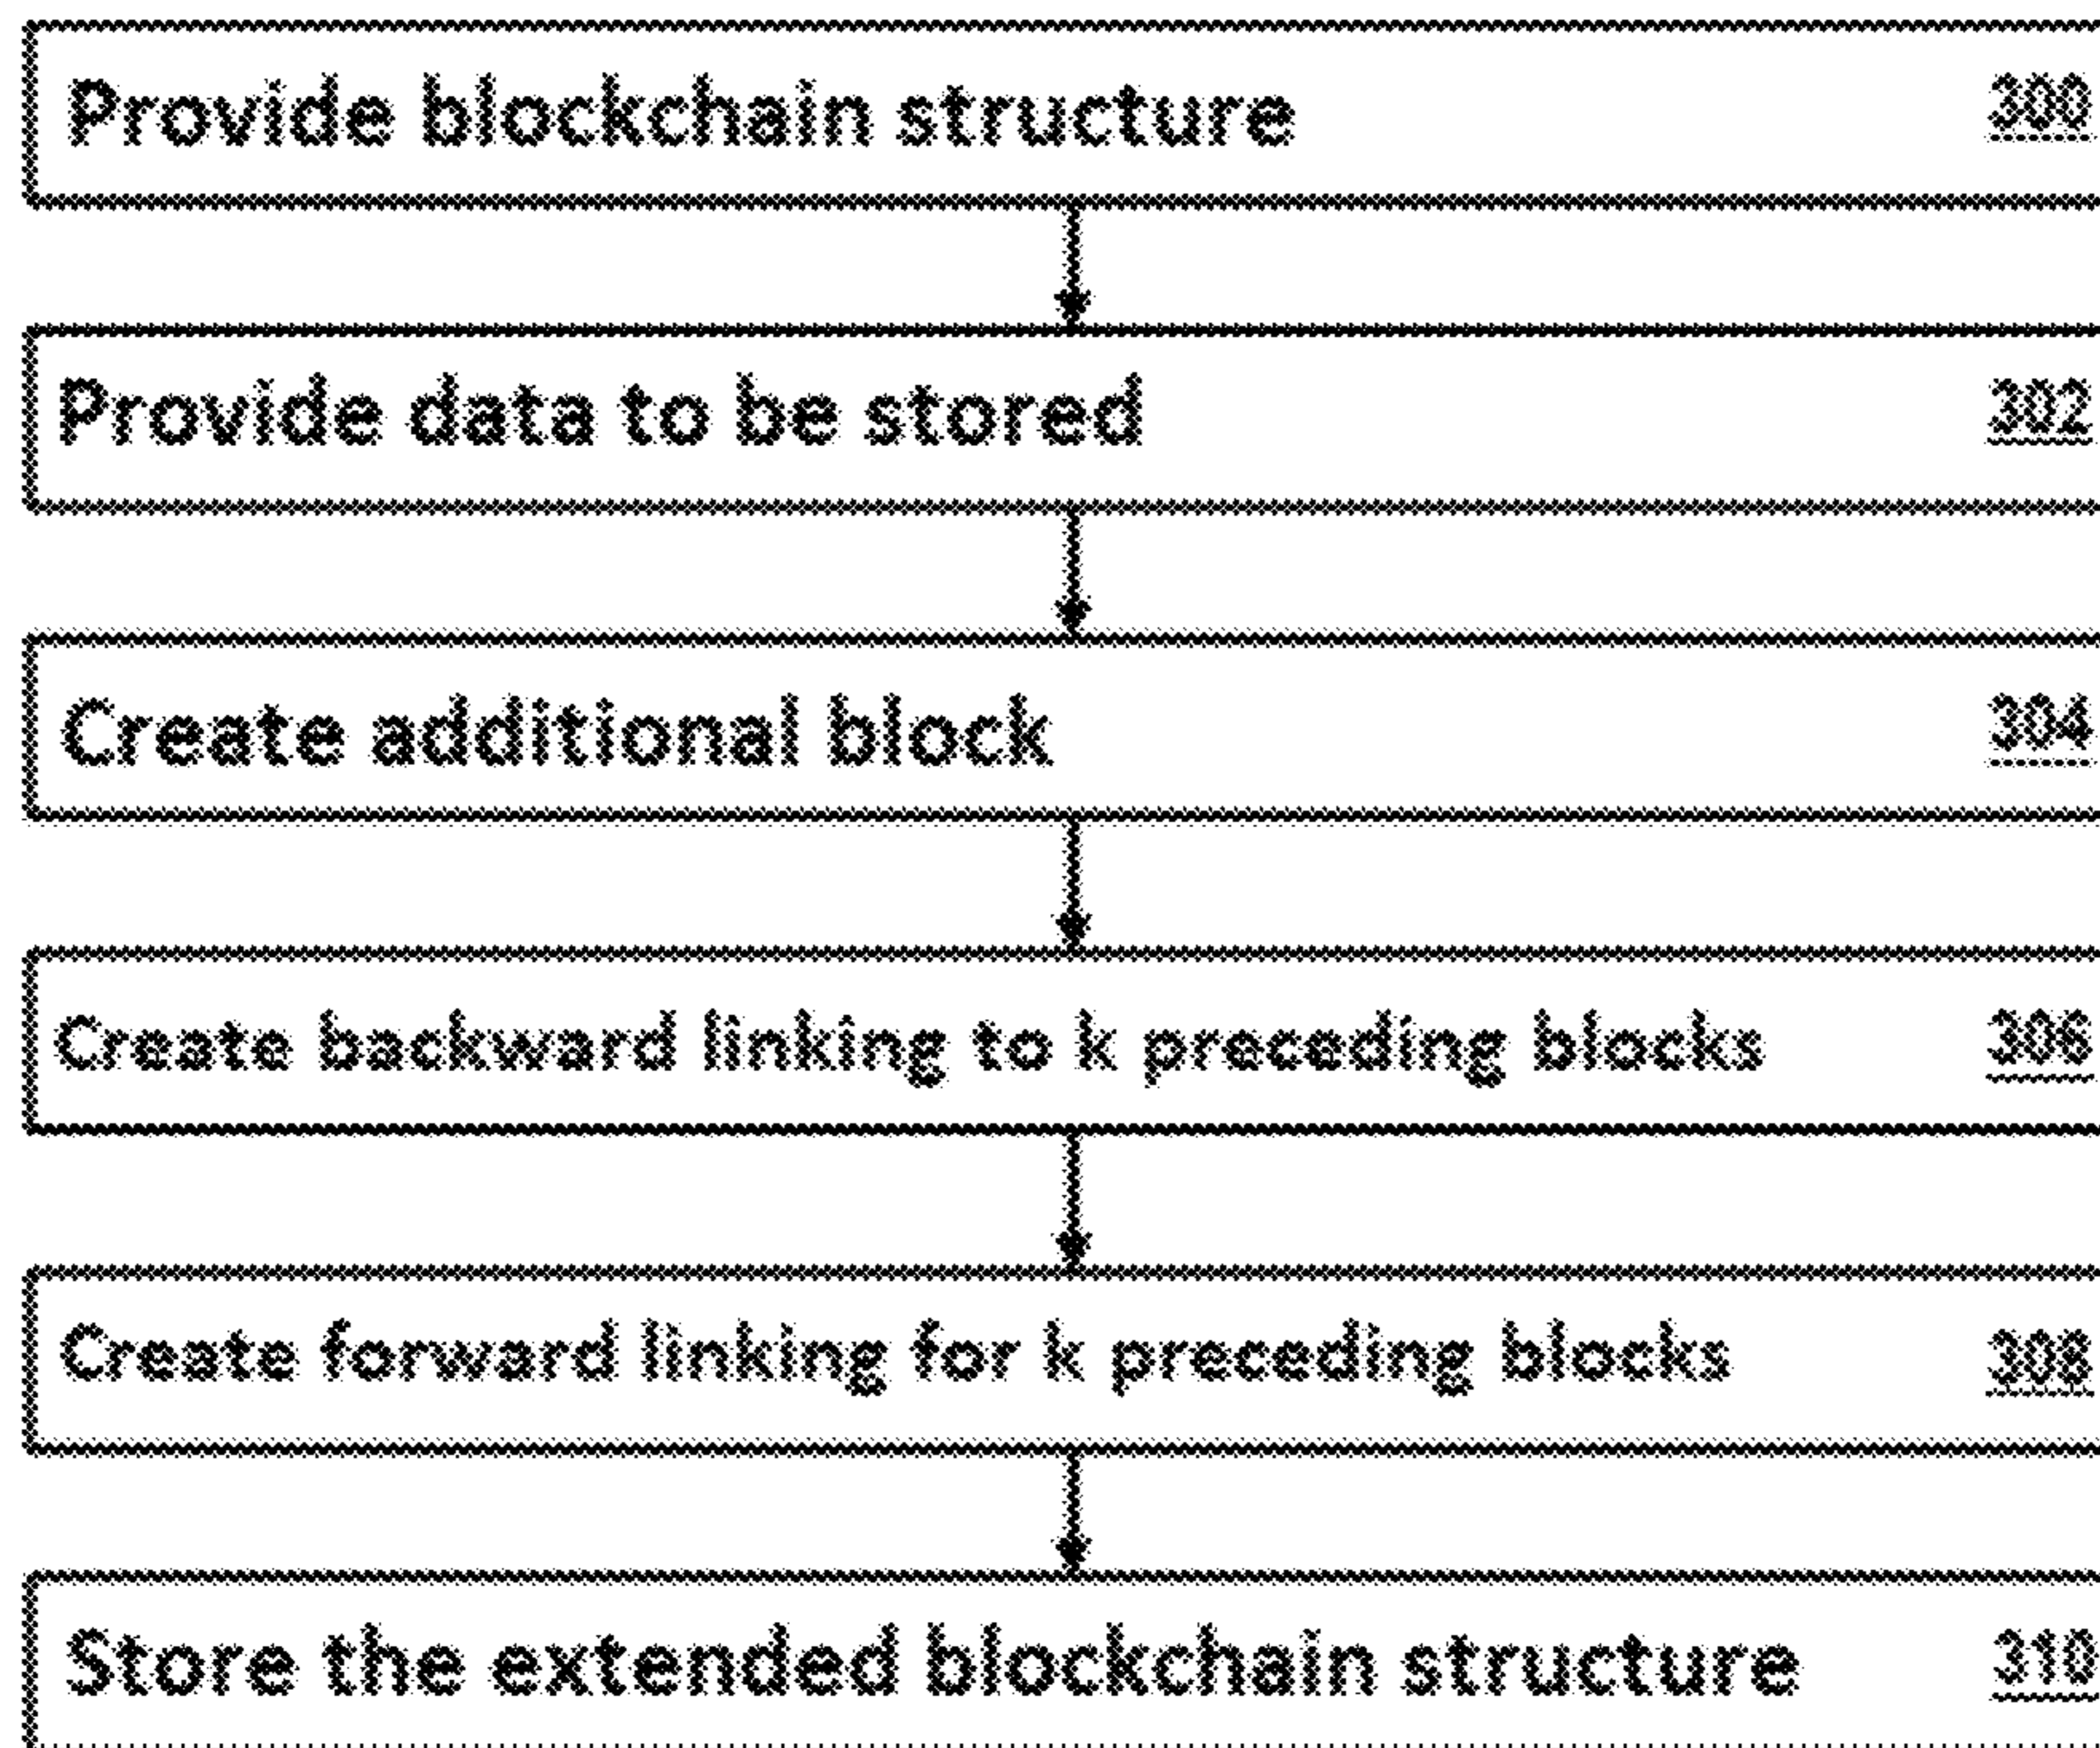 Provide blockchain structure 300
Provide data to be stored 302
Create additional block 304
Create backward linking to k preceding blocks 306
Create forward linking for k preceding blocks 308
Store the extended blockchain structure 310